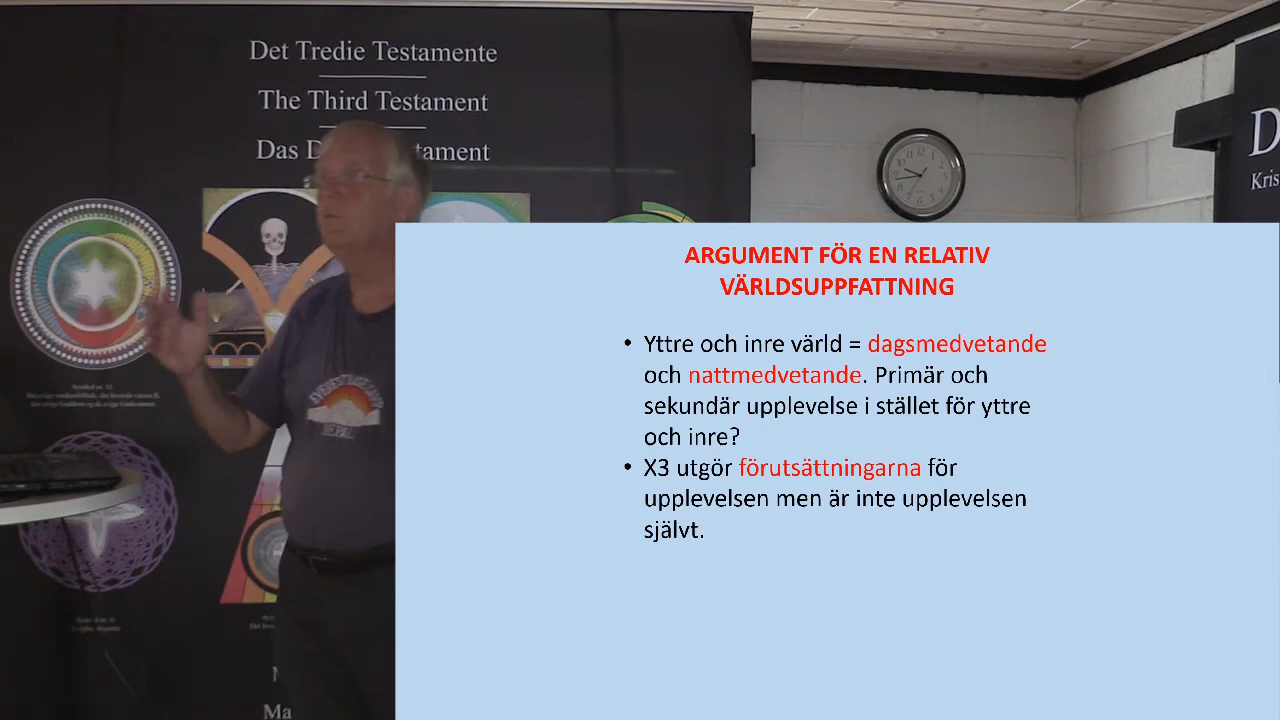 Det Tredie Testamente
The Third Testament
Das D tament
D
Kris
ARGUMENT FÖR EN RELATIV
VÄRLDSUPPFATTNING
• Yttre och inre värld = dagsmedvetande
och nattmedvetande. Primär och
sekundär upplevelse i stället för yttre
och inre?
• X3 utgör förutsättningarna för
upplevelsen men är inte upplevelsen
självt.
Ma